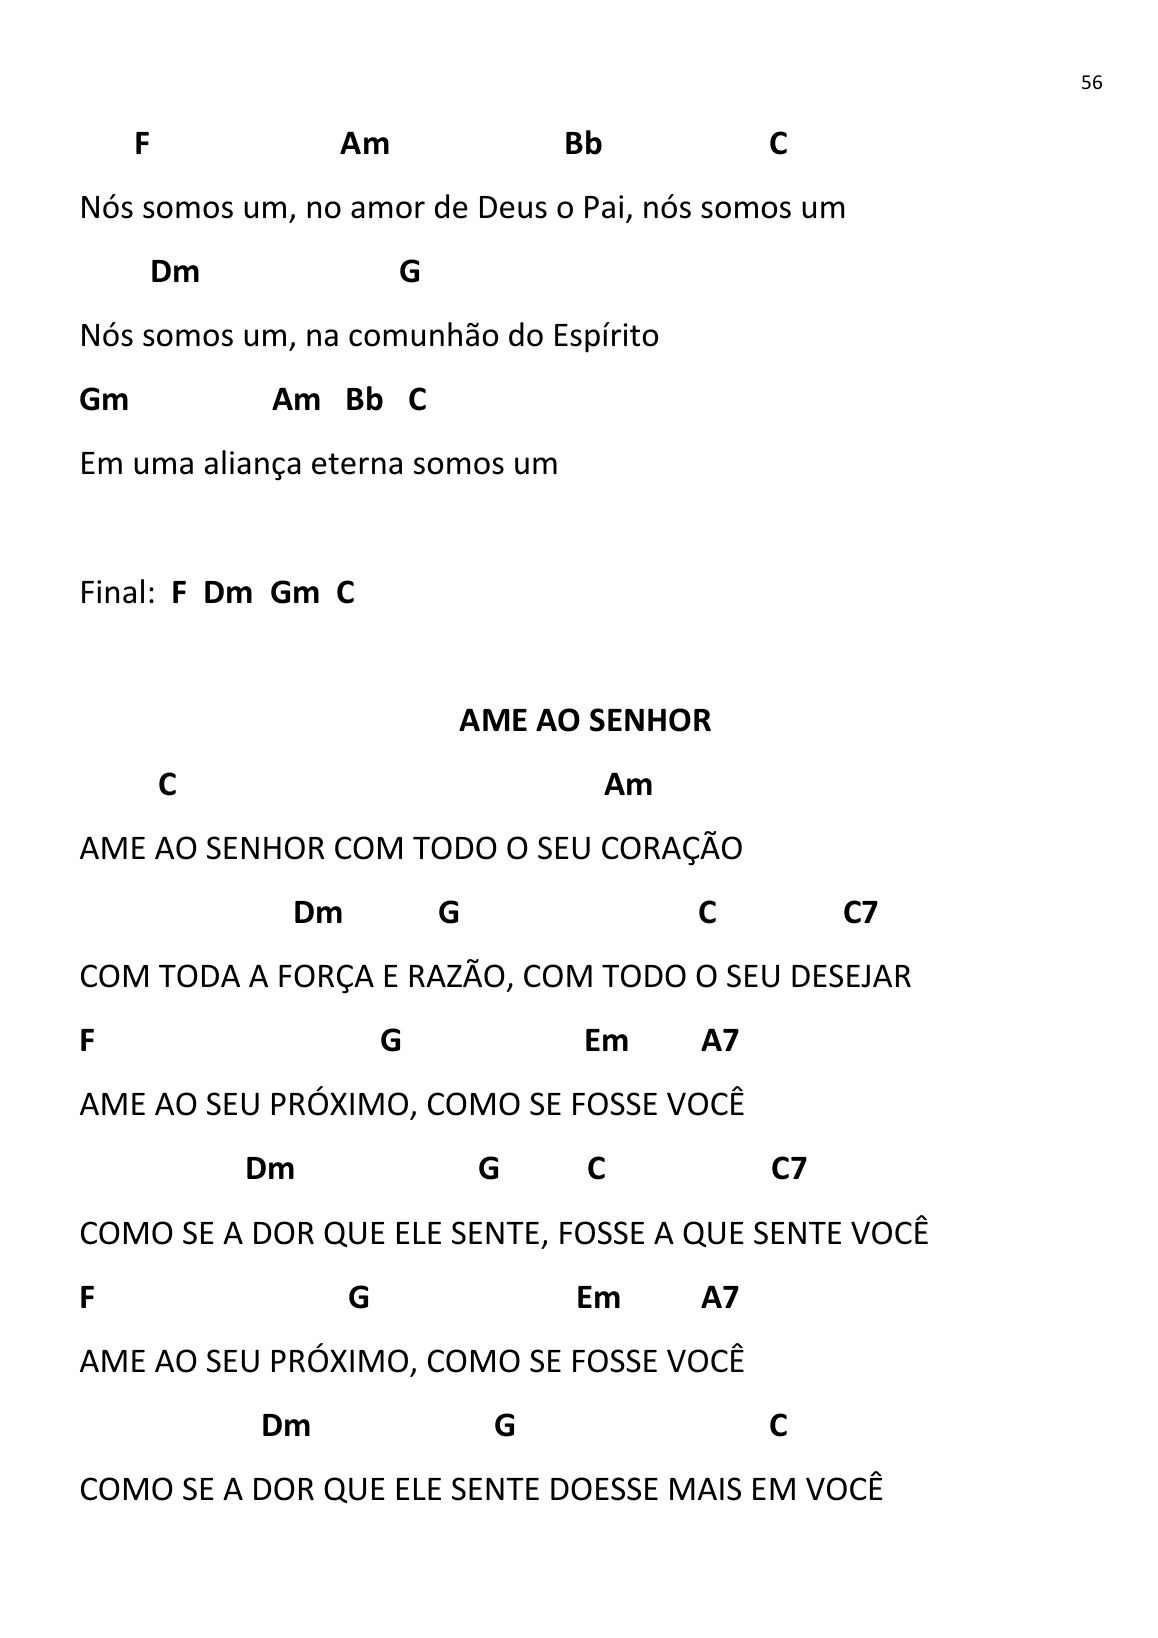 56
F Am Bb C
Nós somos um, no amor de Deus o Pai, nós somos um
Dm G
Nós somos um, na comunhão do Espírito
Gm Am Bb C
Em uma aliança eterna somos um
Final: F Dm Gm C
AME AO SENHOR
C Am
AME AO SENHOR COM TODO O SEU CORAÇÃO
Dm G C C7
COM TODA A FORÇA E RAZÃO, COM TODO O SEU DESEJAR
F G Em A7
AME AO SEU PRÓXIMO, COMO SE FOSSE VOCÊ
Dm G C C7
COMO SE A DOR QUE ELE SENTE, FOSSE A QUE SENTE VOCÊ
F G Em A7
AME AO SEU PRÓXIMO, COMO SE FOSSE VOCÊ
Dm G C
COMO SE A DOR QUE ELE SENTE DOESSE MAIS EM VOCÊ